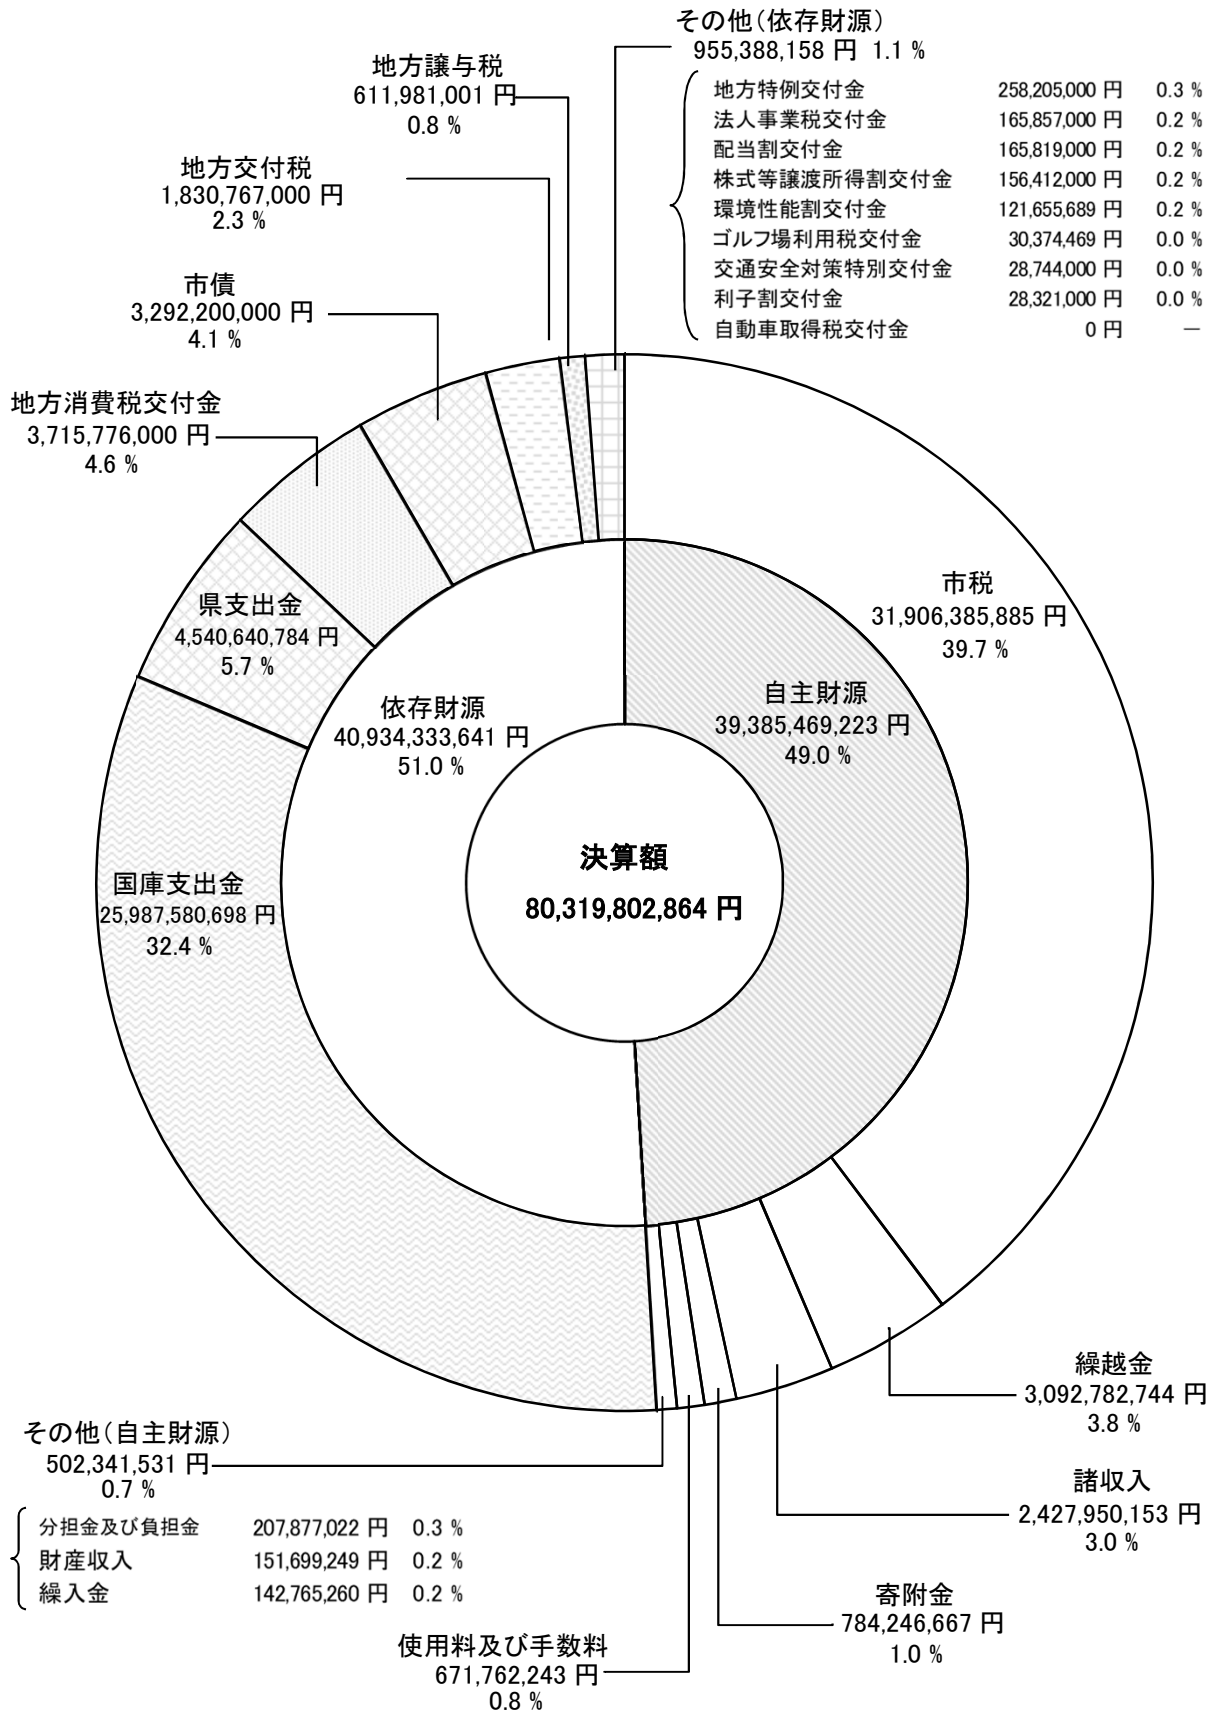 その他（依存財源）
955,388,158 円 1.1 %
地方特例交付金 258,205,000 円 0.3 %
法人事業税交付金 165,857,000 円 0.2 %
配当割交付金 165,819,000 円 0.2 %
株式等譲渡所得割交付金 156,412,000 円 0.2 %
環境性能割交付金 121,655,689 円 0.2 %
ゴルフ場利用税交付金 30,374,469 円 0.0 %
交通安全対策特別交付金 28,744,000 円 0.0 %
利子割交付金 28,321,000 円 0.0 %
自動車取得税交付金 0 円 －
地方譲与税
611,981,001 円
0.8 %
地方交付税
1,830,767,000 円
2.3 %
市債
3,292,200,000 円
4.1 %
地方消費税交付金
3,715,776,000 円
4.6 %
県支出金
4,540,640,784 円
5.7 %
国庫支出金
25,987,580,698 円
32.4 %
依存財源
40,934,333,641 円
51.0 %
自主財源
39,385,469,223 円
49.0 %
市税
31,906,385,885 円
39.7 %
決算額
80,319,802,864 円
繰越金
3,092,782,744 円
3.8 %
諸収入
2,427,950,153 円
3.0 %
寄附金
784,246,667 円
1.0 %
使用料及び手数料
671,762,243 円
0.8 %
その他（自主財源）
502,341,531 円
0.7 %
分担金及び負担金 207,877,022 円 0.3 %
財産収入 151,699,249 円 0.2 %
繰入金 142,765,260 円 0.2 %